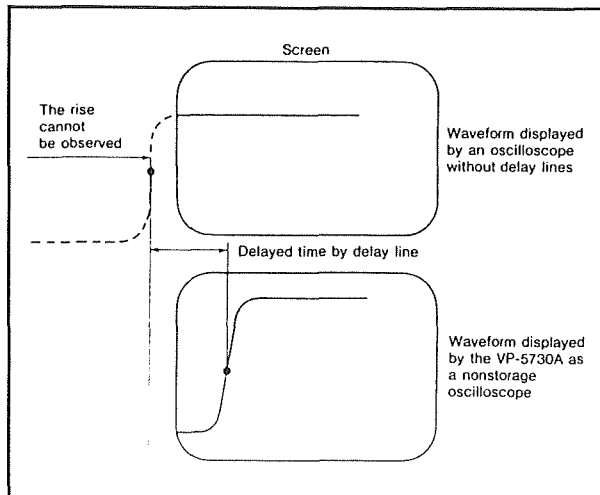 Screen
The rise
cannot
be observed
Waveform displayed
by an oscilloscope
without delay lines
Delayed time by delay line
Waveform displayed
by the VP-5730A as
a nonstorage
oscilloscope